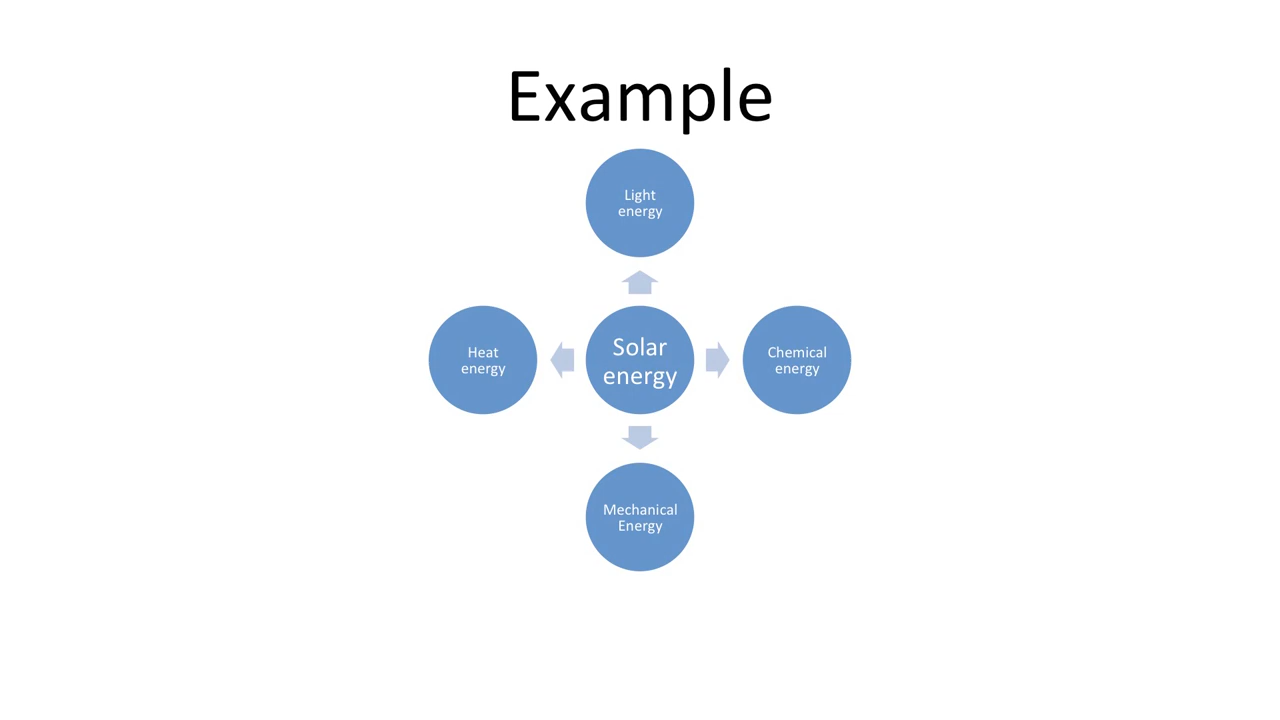 Example
Light
energy
Heat
energy
Solar
energy
Chemical
energy
Mechanical
Energy